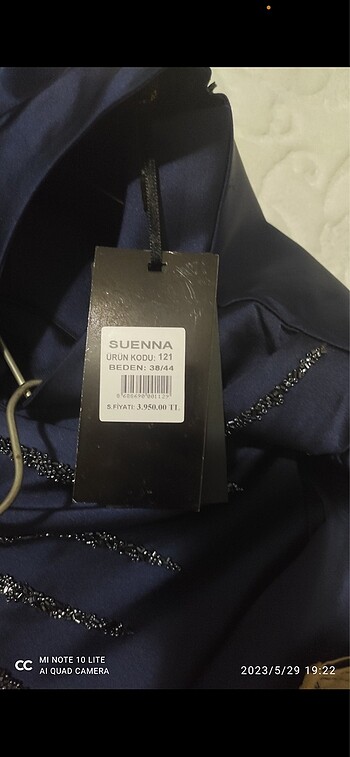 SUENNA
ÜRÜN KODU: 121
BEDEN: 38/44
S.FİYATI: 3.950,00 TL
MI NOTE 10 LITE
AI QUAD CAMERA
2023/5/29 19:22